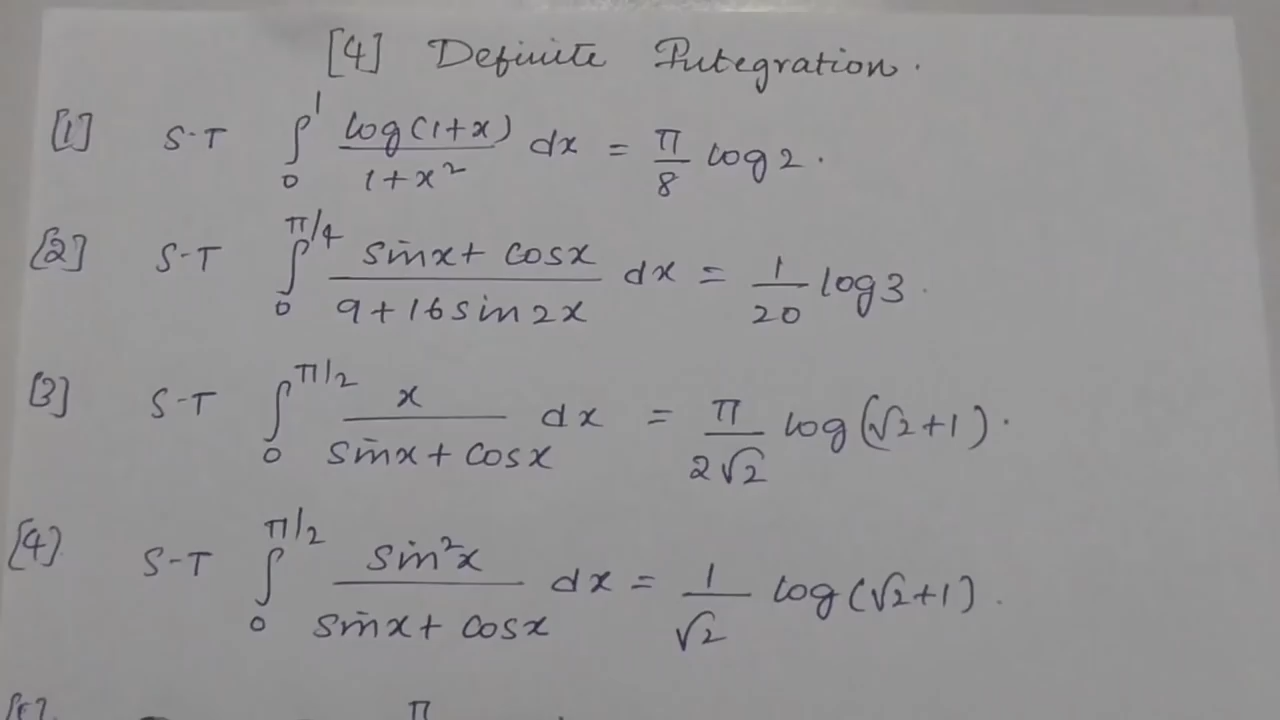 [4] Definite Integration.
[1] S-T ∫₀¹ log(1+x)/(1+x²) dx = π/8 log 2.
[2] S-T ∫₀^(π/4) (sinx + cosx)/(9+16 sin2x) dx = 1/20 log 3.
[3] S-T ∫₀^(π/2) x/(sinx + cosx) dx = π/(2√2) log(√2+1).
[4] S-T ∫₀^(π/2) sin²x/(sinx + cosx) dx = 1/√2 log(√2+1).
π